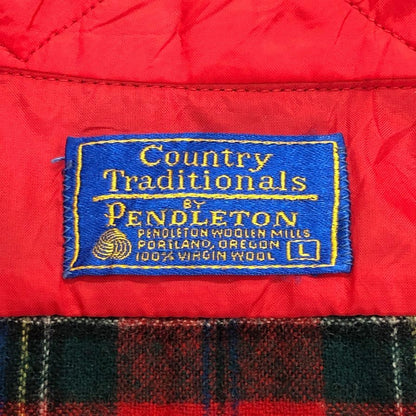 Country
Traditionals
BY
PENDLETON
PENDLETON WOOLEN MILLS
PORTLAND, OREGON
100% VIRGIN WOOL L